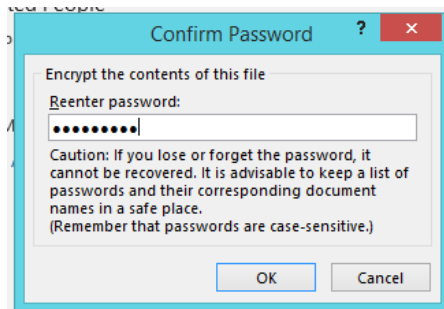 Confirm Password
?
×
Encrypt the contents of this file
Reenter password:
•••••••••
Caution: If you lose or forget the password, it
cannot be recovered. It is advisable to keep a list of
passwords and their corresponding document
names in a safe place.
(Remember that passwords are case-sensitive.)
OK Cancel